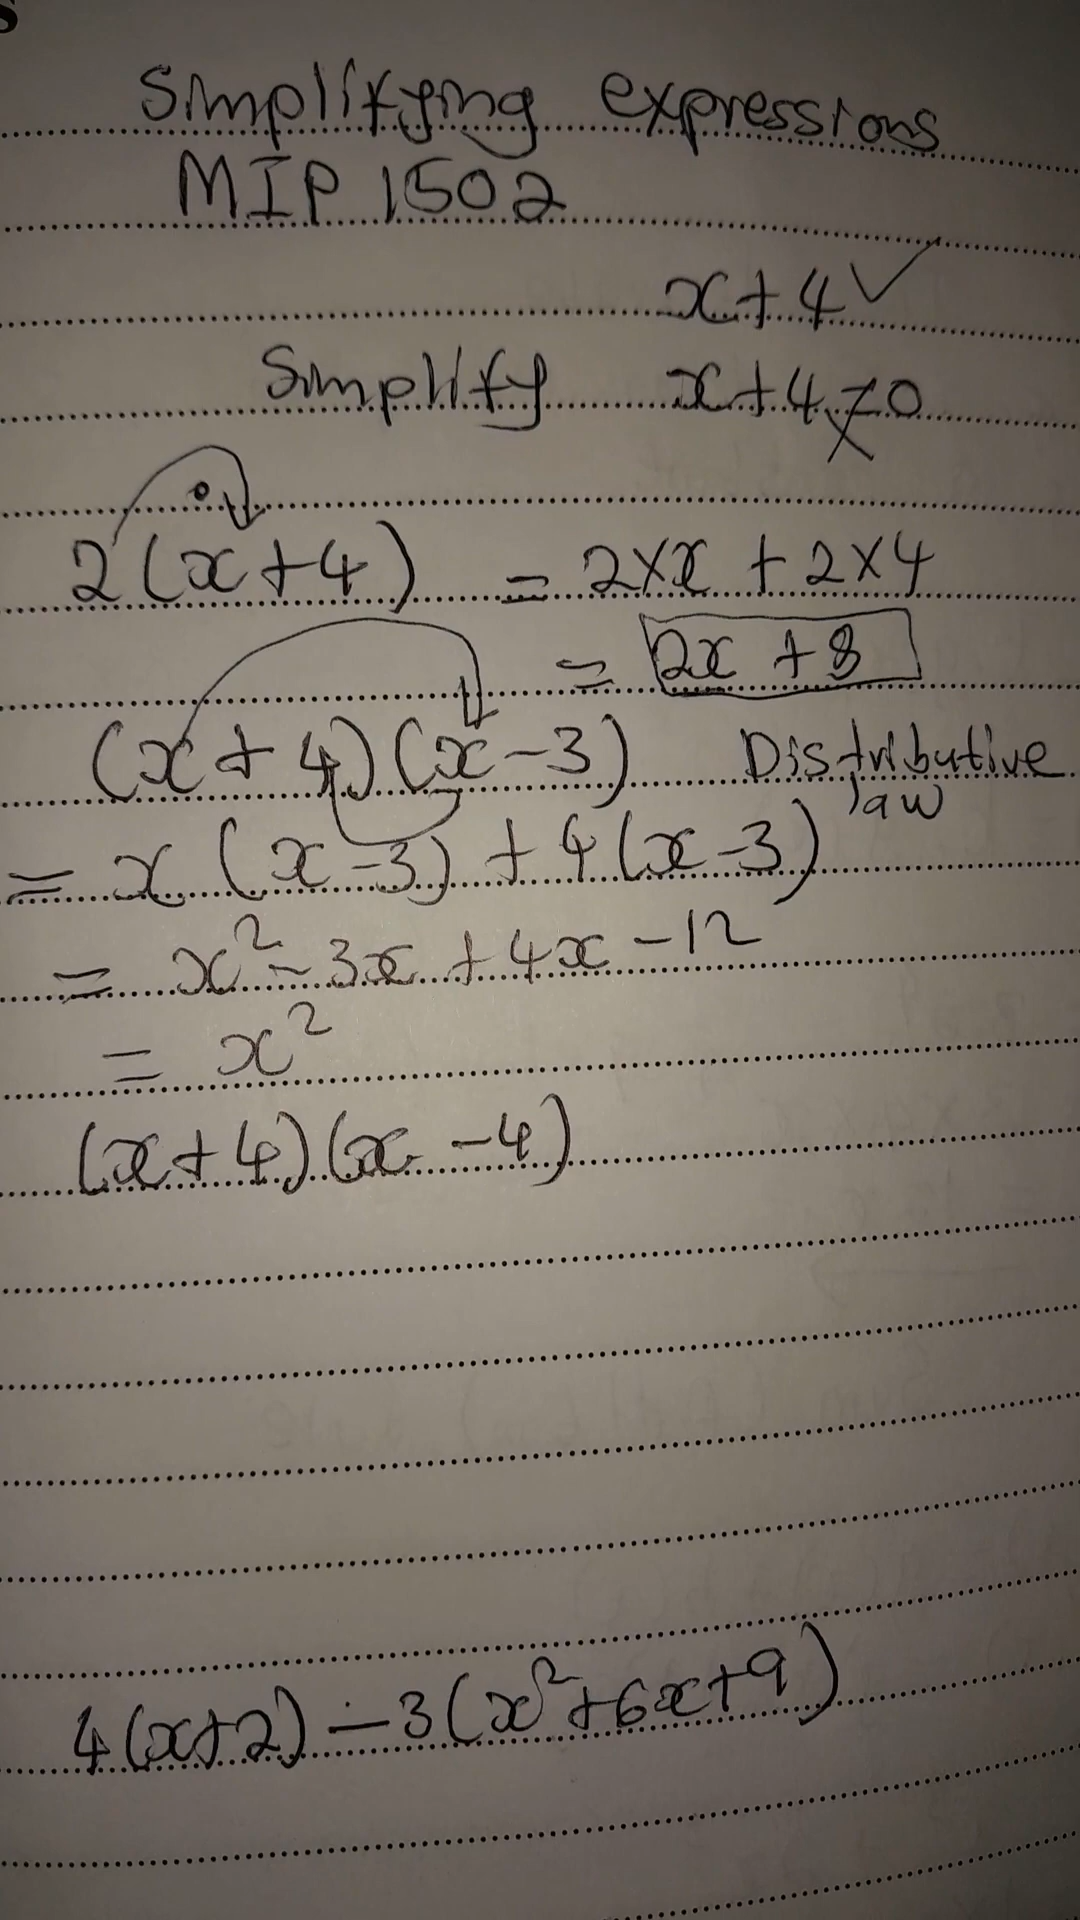 Simplifying expressions
MIP 1502
x+4 ✓
Simplify x+4≠0
2(x+4) = 2×x + 2×4
= 2x + 8
(x+4)(x-3) Distributive
law
= x(x-3) + 4(x-3)
= x² - 3x + 4x - 12
= x²
(x+4)(x-4)
4(x+2) - 3(x²+6x+9)